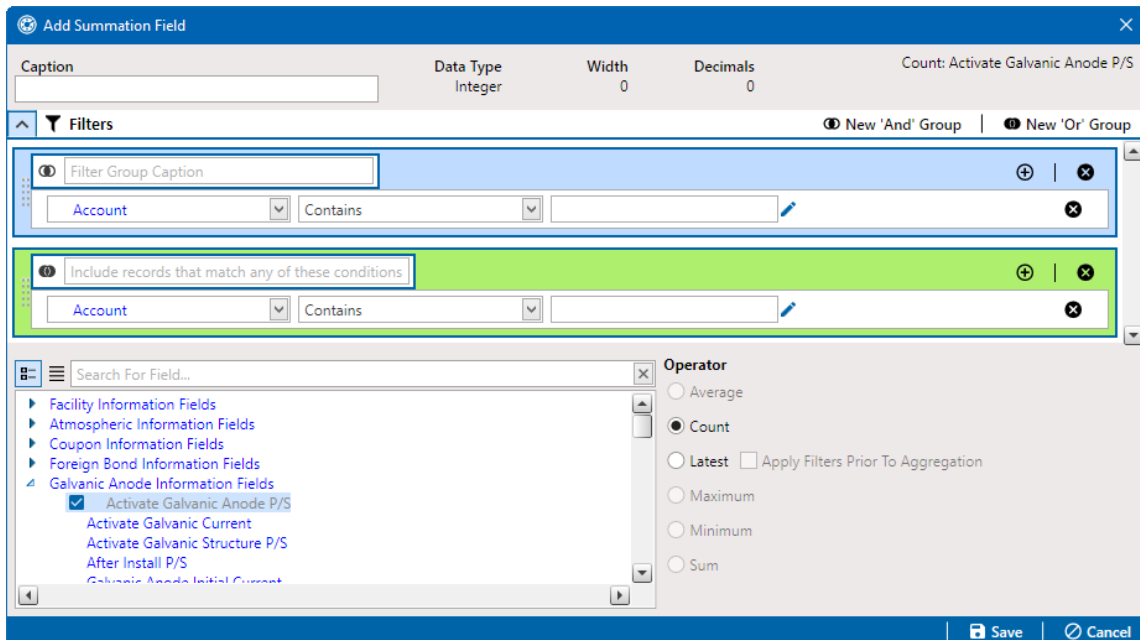 Add Summation Field
Caption
Data Type
Integer
Width
0
Decimals
0
Count: Activate Galvanic Anode P/S
Filters
New 'And' Group
New 'Or' Group
Filter Group Caption
Account
Contains
Include records that match any of these conditions
Account
Contains
Search For Field...
Facility Information Fields
Atmospheric Information Fields
Coupon Information Fields
Foreign Bond Information Fields
Galvanic Anode Information Fields
Activate Galvanic Anode P/S
Activate Galvanic Current
Activate Galvanic Structure P/S
After Install P/S
Galvanic Anode Initial Current
Operator
Average
Count
Latest Apply Filters Prior To Aggregation
Maximum
Minimum
Sum
Save
Cancel